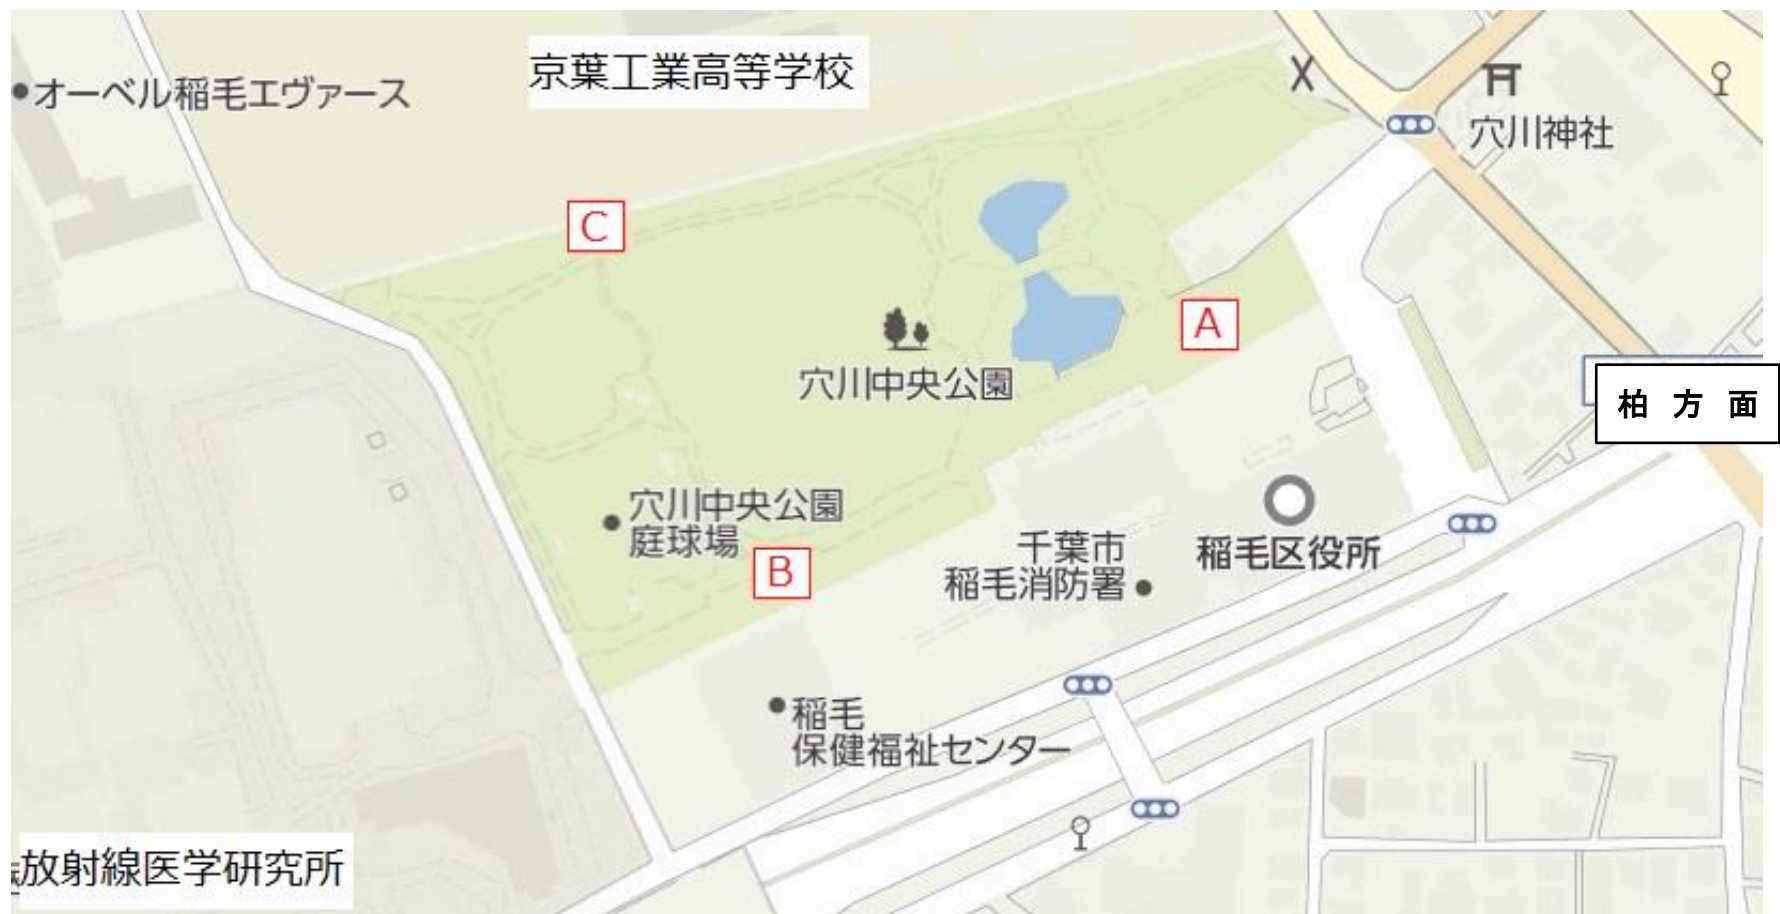 京葉工業高等学校
オーベル稲毛エヴァース
穴川神社
C
A
穴川中央公園
柏 方 面
穴川中央公園
庭球場
B
千葉市
稲毛消防署
稲毛区役所
稲毛
保健福祉センター
放射線医学研究所